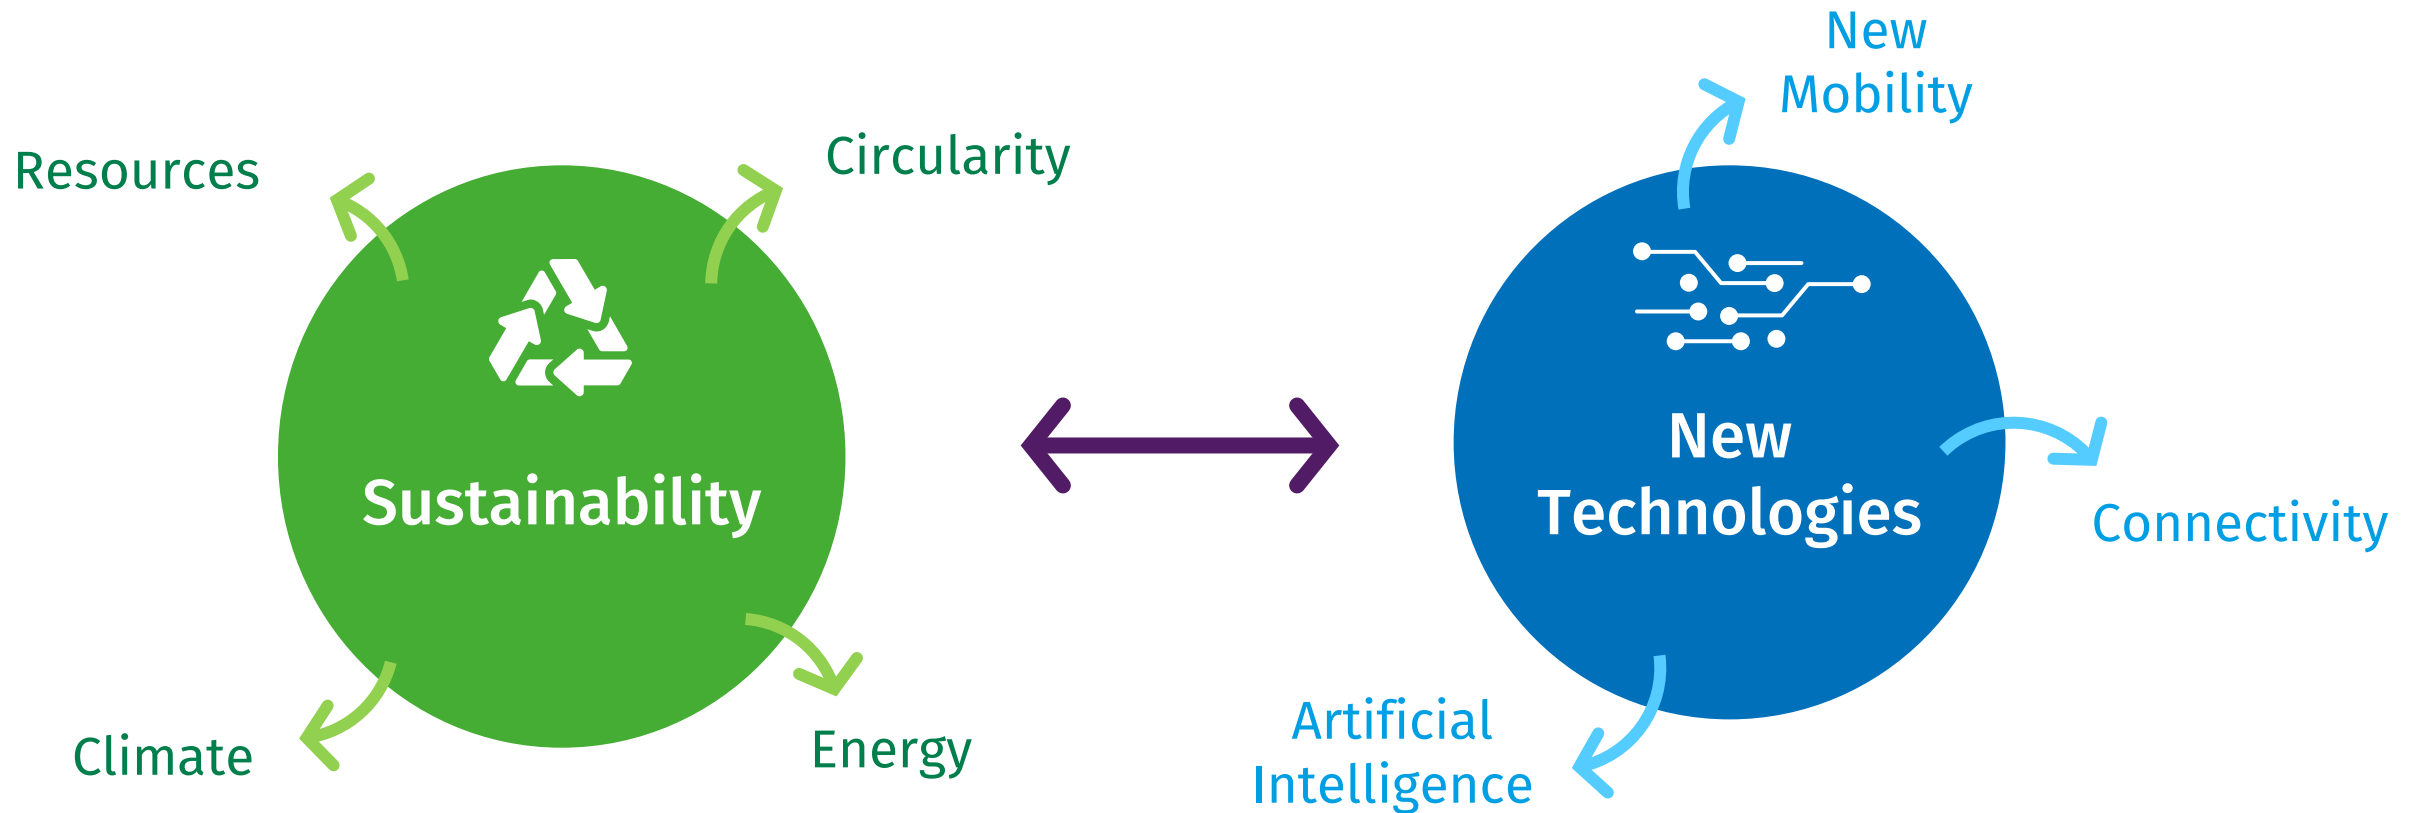 Resources
Circularity
Sustainability
Climate
Energy
New
Mobility
New
Technologies
Connectivity
Artificial
Intelligence